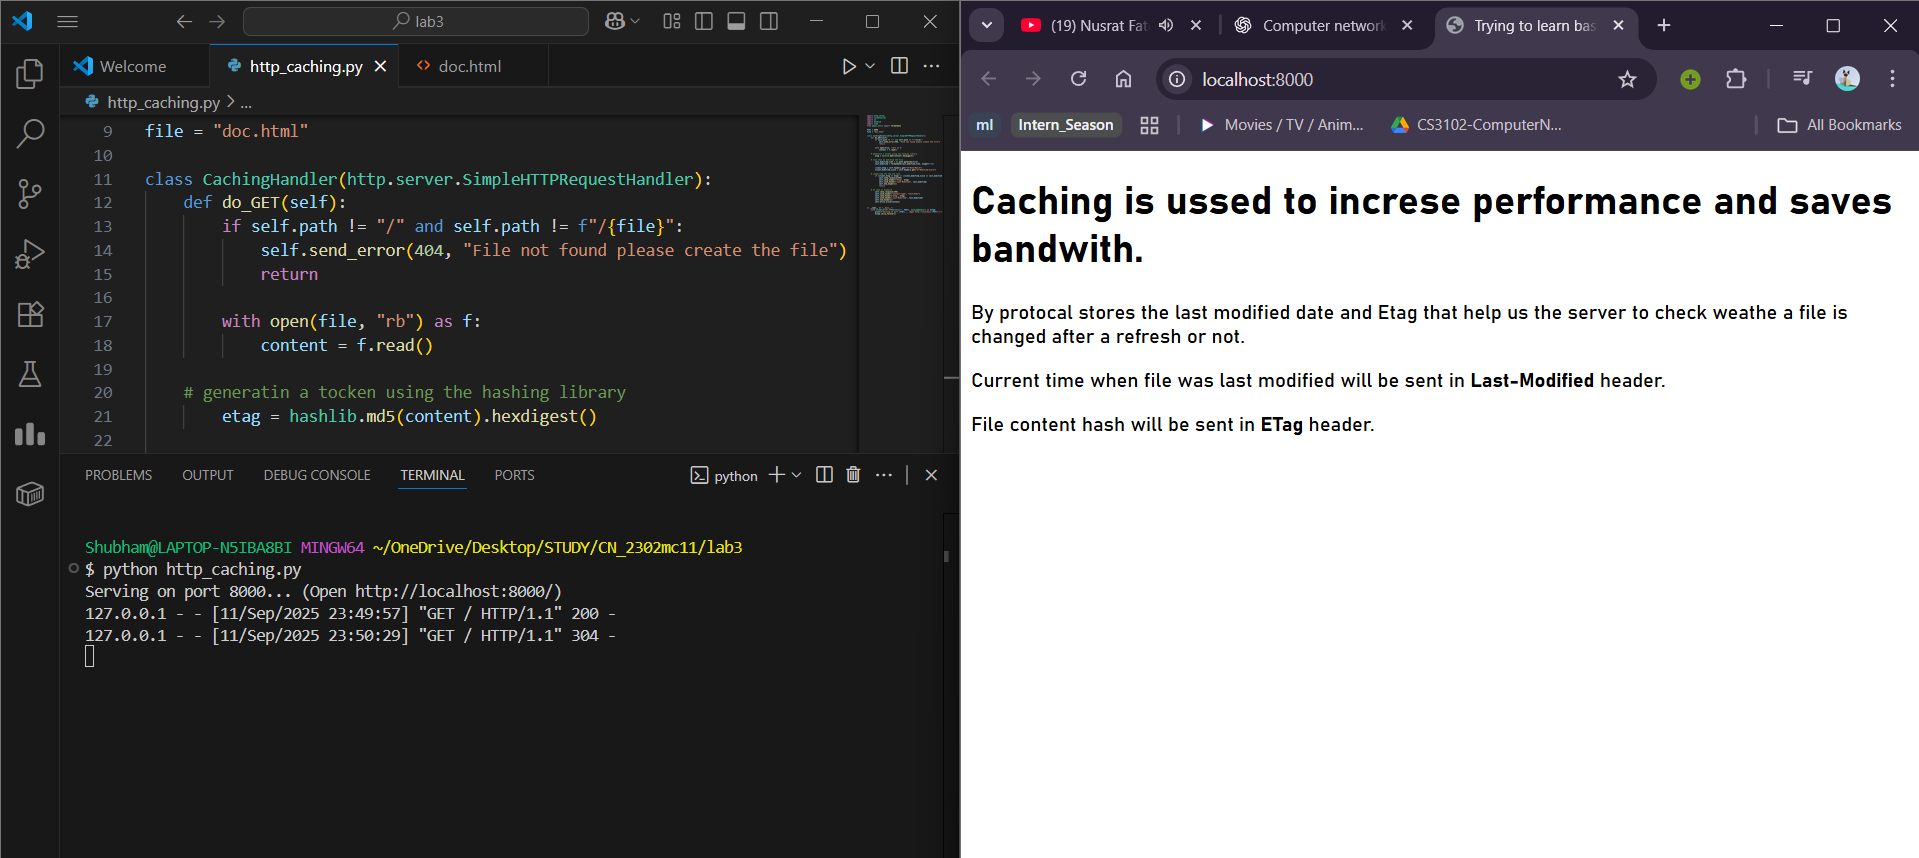 lab3
Welcome
http_caching.py
doc.html
http_caching.py > ...
9 file = "doc.html"
10
11 class CachingHandler(http.server.SimpleHTTPRequestHandler):
12 def do_GET(self):
13 if self.path != "/" and self.path != f"/{file}":
14 self.send_error(404, "File not found please create the file")
15 return
16
17 with open(file, "rb") as f:
18 content = f.read()
19
20 # generatin a tocken using the hashing library
21 etag = hashlib.md5(content).hexdigest()
22
PROBLEMS OUTPUT DEBUG CONSOLE TERMINAL PORTS
python
Shubham@LAPTOP-N5IBA8BI MINGW64 ~/OneDrive/Desktop/STUDY/CN_2302mc11/lab3
$ python http_caching.py
Serving on port 8000... (Open http://localhost:8000/)
127.0.0.1 - - [11/Sep/2025 23:49:57] "GET / HTTP/1.1" 200 -
127.0.0.1 - - [11/Sep/2025 23:50:29] "GET / HTTP/1.1" 304 -
(19) Nusrat Fat
Computer network
Trying to learn bas
localhost:8000
ml
Intern_Season
Movies / TV / Anim...
CS3102-ComputerN...
All Bookmarks
Caching is ussed to increse performance and saves
bandwith.
By protocal stores the last modified date and Etag that help us the server to check weathe a file is
changed after a refresh or not.
Current time when file was last modified will be sent in Last-Modified header.
File content hash will be sent in ETag header.